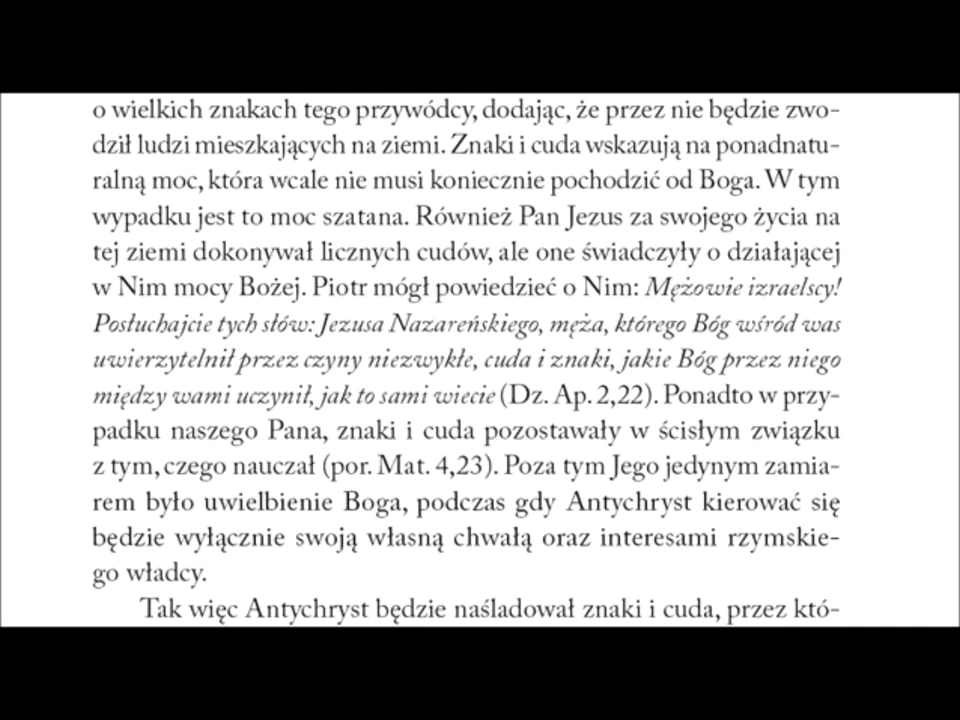 o wielkich znakach tego przywódcy, dodając, że przez nie będzie zwo-
dził ludzi mieszkających na ziemi. Znaki i cuda wskazują na ponadnatu-
ralną moc, która wcale nie musi koniecznie pochodzić od Boga. W tym
wypadku jest to moc szatana. Również Pan Jezus za swojego życia na
tej ziemi dokonywał licznych cudów, ale one świadczyły o działającej
w Nim mocy Bożej. Piotr mógł powiedzieć o Nim: Mężowie izraelscy!
Posłuchajcie tych słów: Jezusa Nazareńskiego, męża, którego Bóg wśród was
uwierzytelnił przez czyny niezwykłe, cuda i znaki, jakie Bóg przez niego
między wami uczynił, jak to sami wiecie (Dz. Ap. 2,22). Ponadto w przy-
padku naszego Pana, znaki i cuda pozostawały w ścisłym związku
z tym, czego nauczał (por. Mat. 4,23). Poza tym Jego jedynym zamia-
rem było uwielbienie Boga, podczas gdy Antychryst kierować się
będzie wyłącznie swoją własną chwałą oraz interesami rzymskie-
go władcy.
Tak więc Antychryst będzie naśladował znaki i cuda, przez któ-